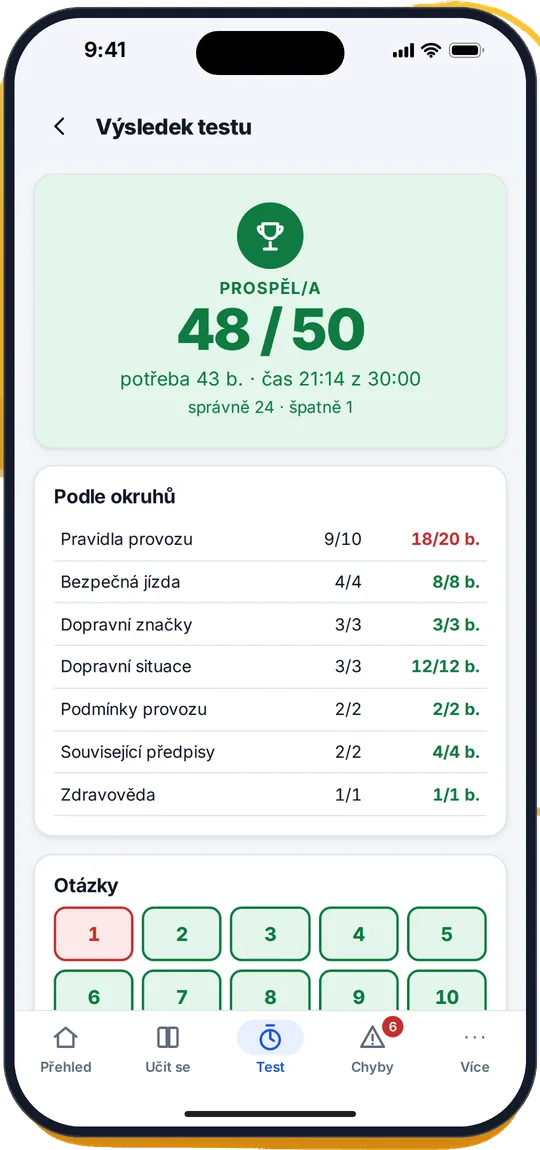 9:41
Výsledek testu
PROSPĚL/A
48 / 50
potřeba 43 b. · čas 21:14 z 30:00
správně 24 · špatně 1
Podle okruhů
Pravidla provozu 9/10 18/20 b.
Bezpečná jízda 4/4 8/8 b.
Dopravní značky 3/3 3/3 b.
Dopravní situace 3/3 12/12 b.
Podmínky provozu 2/2 2/2 b.
Související předpisy 2/2 4/4 b.
Zdravověda 1/1 1/1 b.
Otázky
1 2 3 4 5
6 7 8 9 10
6
Přehled Učit se Test Chyby Více